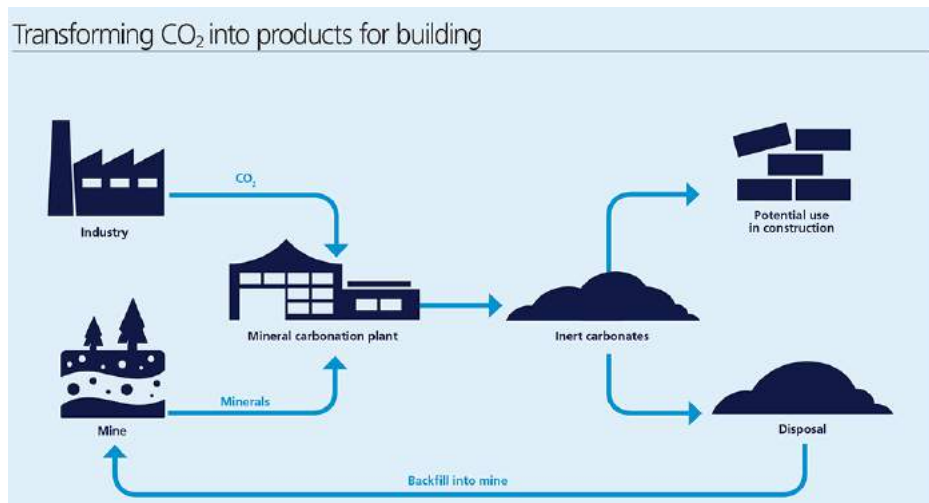 Transforming CO₂ into products for building
CO₂
Industry
Potential use
in construction
Mineral carbonation plant
Inert carbonates
Minerals
Mine
Disposal
Backfill into mine